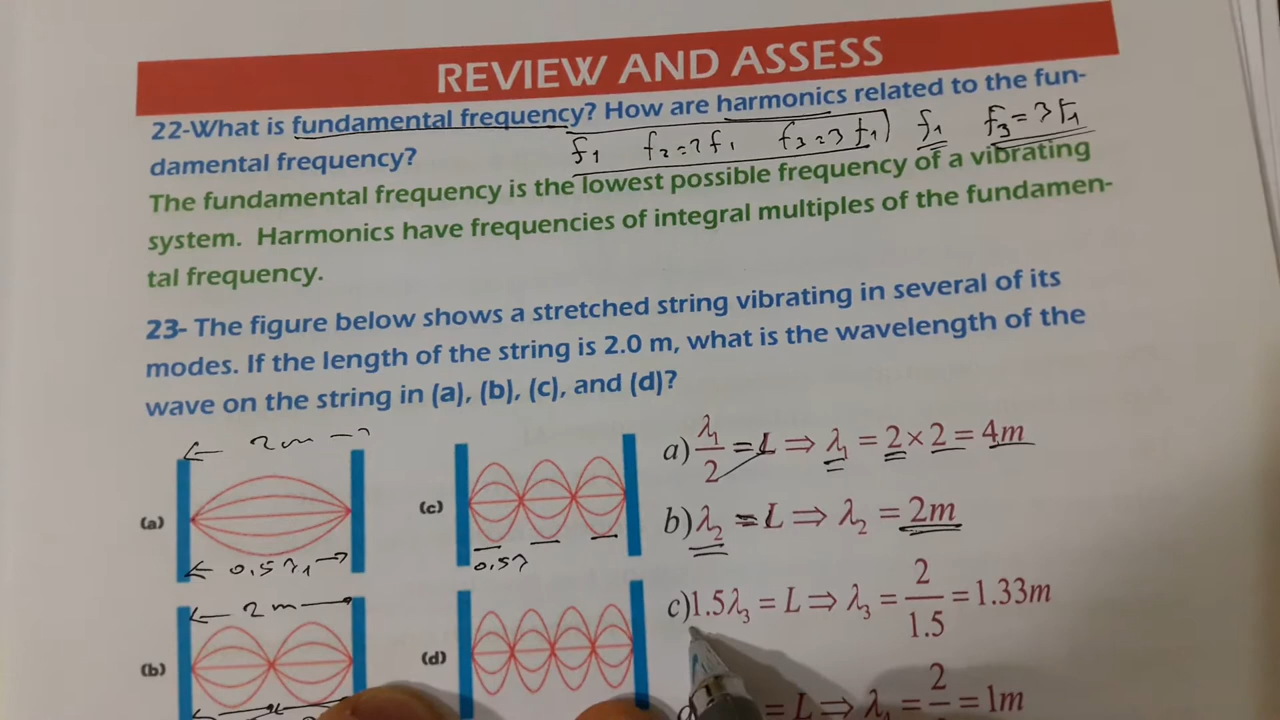 REVIEW AND ASSESS
22-What is fundamental frequency? How are harmonics related to the fun-
damental frequency?
f₁ f₂=2f₁ f₃=3f₁ f₁ f₃=3f₁
The fundamental frequency is the lowest possible frequency of a vibrating
system. Harmonics have frequencies of integral multiples of the fundamen-
tal frequency.
23- The figure below shows a stretched string vibrating in several of its
modes. If the length of the string is 2.0 m, what is the wavelength of the
wave on the string in (a), (b), (c), and (d)?
2m
(a)
0.5λ₁
2m
(b)
(c)
0.5λ
(d)
a) λ₁/2 = L ⇒ λ₁ = 2 × 2 = 4m
b) λ₂ = L ⇒ λ₂ = 2m
c) 1.5λ₃ = L ⇒ λ₃ = 2/1.5 = 1.33m
= L ⇒ λ₄ = 2/ = 1m